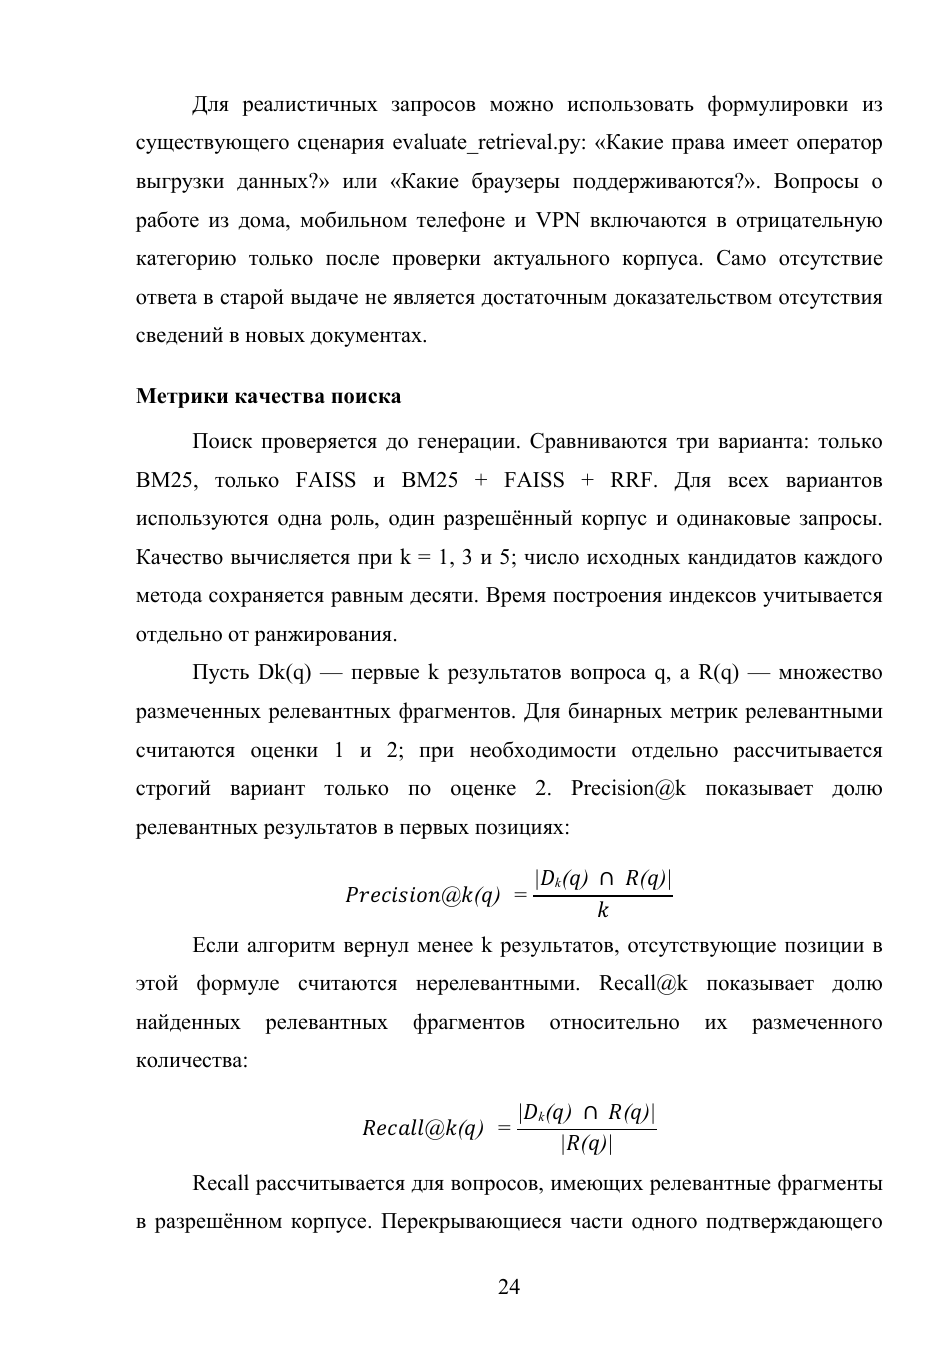 Для реалистичных запросов можно использовать формулировки из
существующего сценария evaluate_retrieval.py: «Какие права имеет оператор
выгрузки данных?» или «Какие браузеры поддерживаются?». Вопросы о
работе из дома, мобильном телефоне и VPN включаются в отрицательную
категорию только после проверки актуального корпуса. Само отсутствие
ответа в старой выдаче не является достаточным доказательством отсутствия
сведений в новых документах.
Метрики качества поиска
Поиск проверяется до генерации. Сравниваются три варианта: только
BM25, только FAISS и BM25 + FAISS + RRF. Для всех вариантов
используются одна роль, один разрешённый корпус и одинаковые запросы.
Качество вычисляется при k = 1, 3 и 5; число исходных кандидатов каждого
метода сохраняется равным десяти. Время построения индексов учитывается
отдельно от ранжирования.
Пусть Dk(q) — первые k результатов вопроса q, а R(q) — множество
размеченных релевантных фрагментов. Для бинарных метрик релевантными
считаются оценки 1 и 2; при необходимости отдельно рассчитывается
строгий вариант только по оценке 2. Precision@k показывает долю
релевантных результатов в первых позициях:
Precision@k(q) = |Dₖ(q) ∩ R(q)|
k
Если алгоритм вернул менее k результатов, отсутствующие позиции в
этой формуле считаются нерелевантными. Recall@k показывает долю
найденных релевантных фрагментов относительно их размеченного
количества:
Recall@k(q) = |Dₖ(q) ∩ R(q)|
|R(q)|
Recall рассчитывается для вопросов, имеющих релевантные фрагменты
в разрешённом корпусе. Перекрывающиеся части одного подтверждающего
24